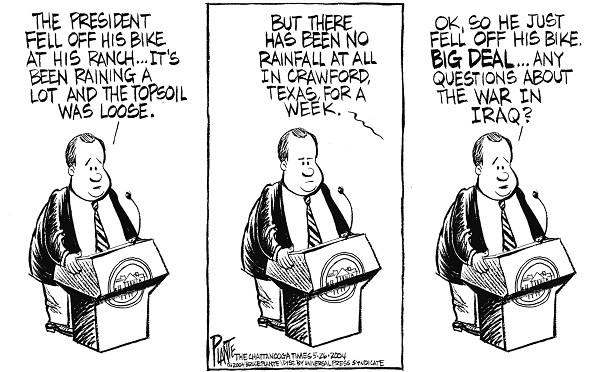 THE PRESIDENT
FELL OFF HIS BIKE
AT HIS RANCH...IT'S
BEEN RAINING A
LOT AND THE TOPSOIL
WAS LOOSE.
BUT THERE
HAS BEEN NO
RAINFALL AT ALL
IN CRAWFORD,
TEXAS, FOR A
WEEK.
OK, SO HE JUST
FELL OFF HIS BIKE.
BIG DEAL...ANY
QUESTIONS ABOUT
THE WAR IN
IRAQ?
PLANTE
THE CHATTANOOGA TIMES 5-26-2004
©2004 BRUCE PLANTE / DIST. BY UNIVERSAL PRESS SYNDICATE